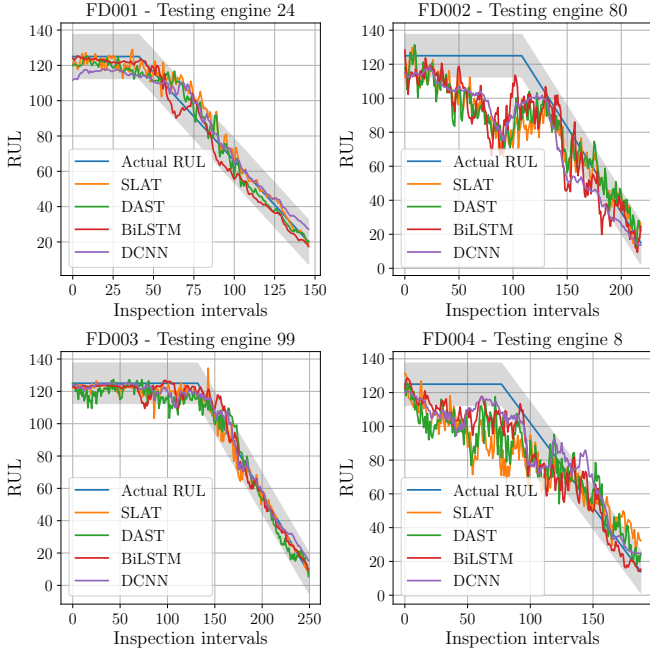 FD001 - Testing engine 24
140
120
100
80
60
40
20
RUL
Actual RUL
SLAT
DAST
BiLSTM
DCNN
0 25 50 75 100 125 150
Inspection intervals
FD002 - Testing engine 80
140
120
100
80
60
40
20
0
RUL
Actual RUL
SLAT
DAST
BiLSTM
DCNN
0 50 100 150 200
Inspection intervals
FD003 - Testing engine 99
140
120
100
80
60
40
20
0
RUL
Actual RUL
SLAT
DAST
BiLSTM
DCNN
0 50 100 150 200 250
Inspection intervals
FD004 - Testing engine 8
140
120
100
80
60
40
20
0
RUL
Actual RUL
SLAT
DAST
BiLSTM
DCNN
0 50 100 150
Inspection intervals